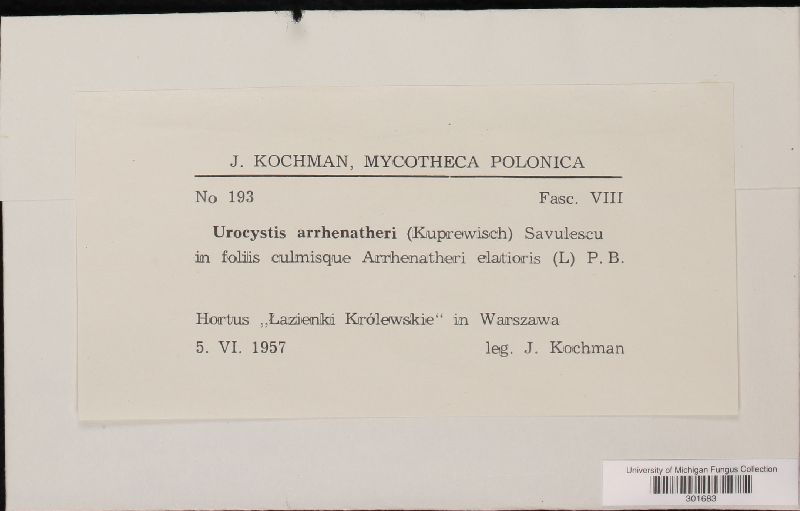 J. KOCHMAN, MYCOTHECA POLONICA
No 193 Fasc. VIII
Urocystis arrhenatheri (Kuprewisch) Savulescu
in foliis culmisque Arrhenatheri elatioris (L) P. B.
Hortus „Łazienki Królewskie“ in Warszawa
5. VI. 1957 leg. J. Kochman
University of Michigan Fungus Collection
301683